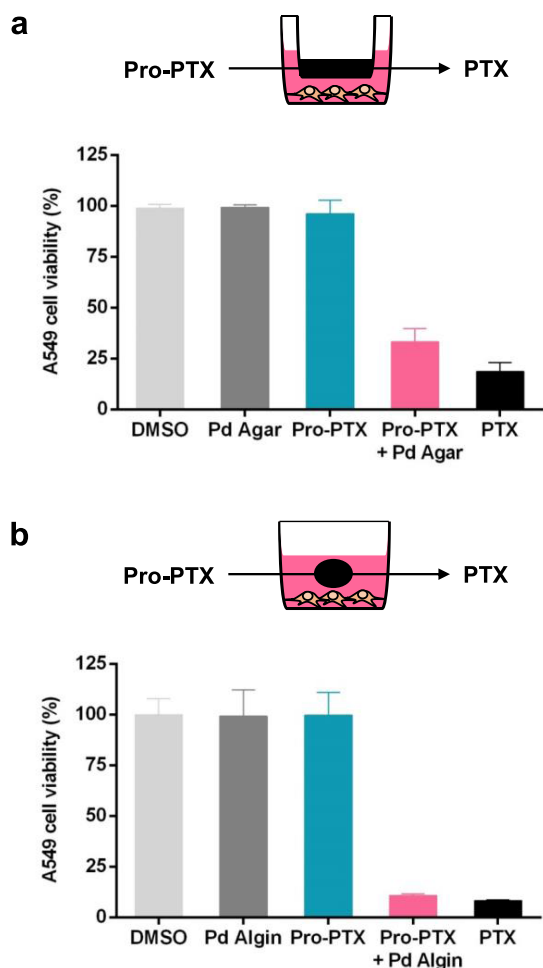 a
Pro-PTX PTX
A549 cell viability (%)
125
100
75
50
25
0
DMSO Pd Agar Pro-PTX Pro-PTX PTX
+ Pd Agar
b
Pro-PTX PTX
A549 cell viability (%)
125
100
75
50
25
0
DMSO Pd Algin Pro-PTX Pro-PTX PTX
+ Pd Algin